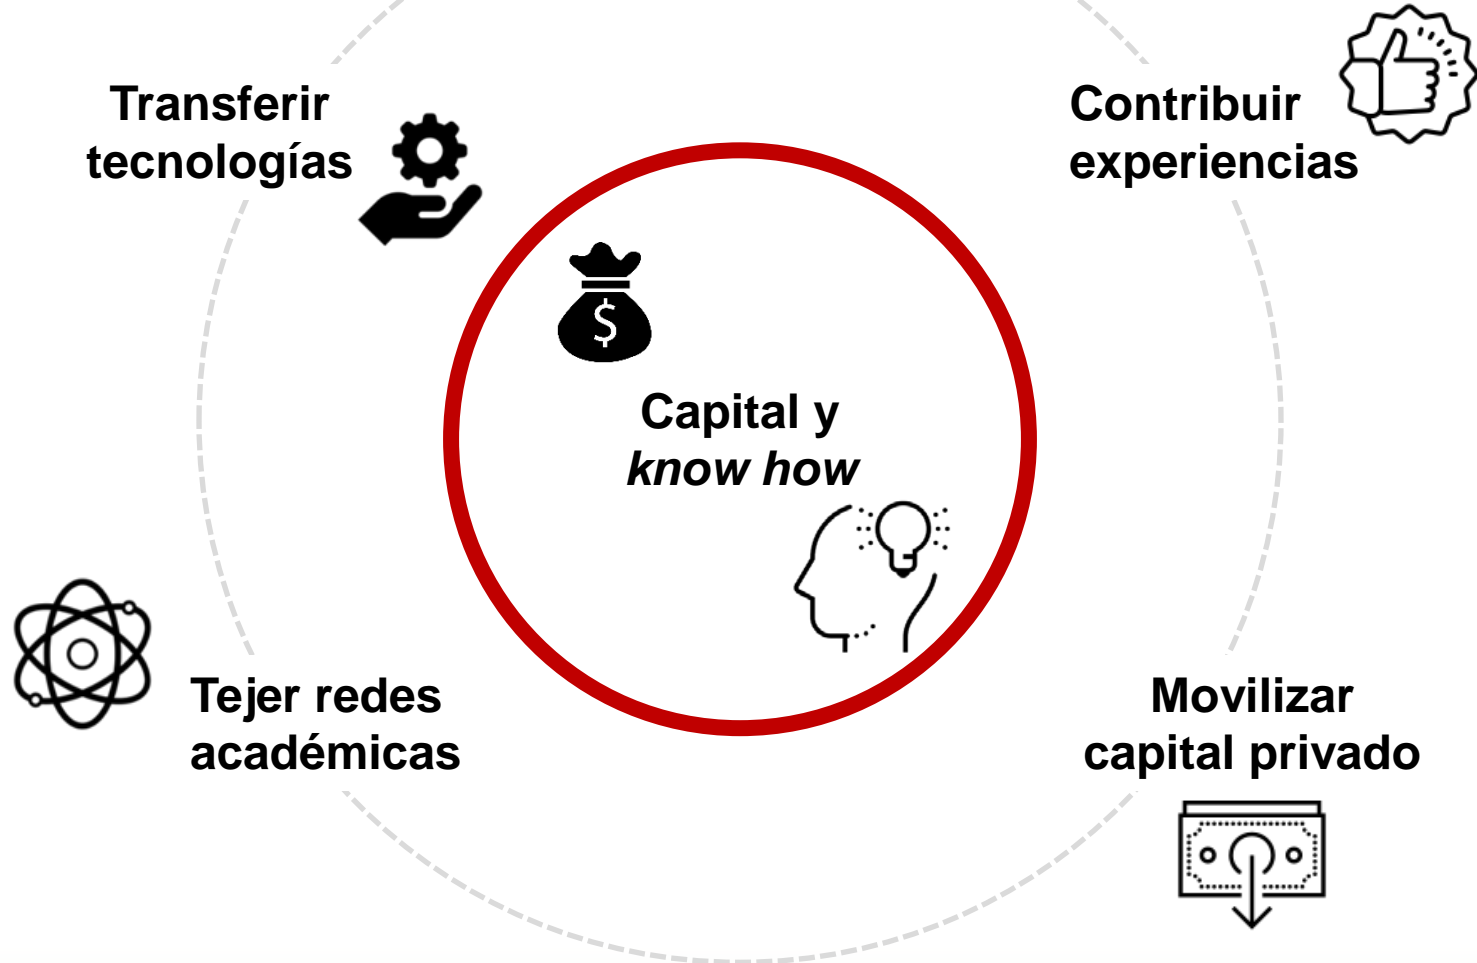 Transferir
tecnologías
Contribuir
experiencias
$
Capital y
know how
Tejer redes
académicas
Movilizar
capital privado